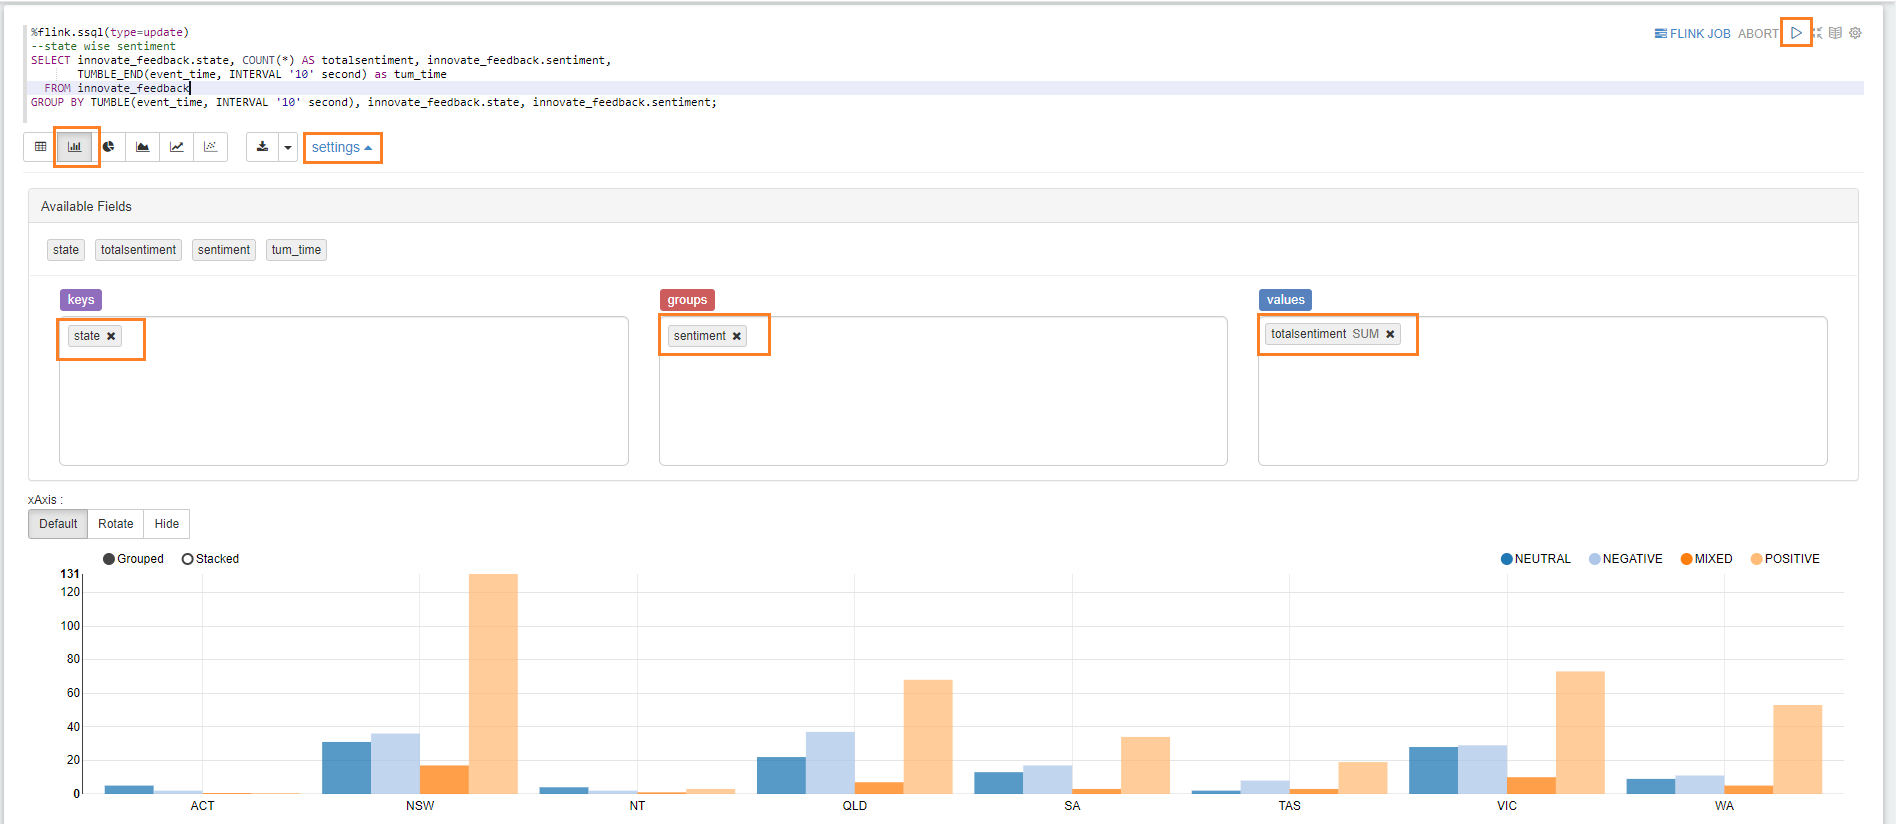 %flink.ssql(type=update)
FLINK JOB ABORT
--state wise sentiment
SELECT innovate_feedback.state, COUNT(*) AS totalsentiment, innovate_feedback.sentiment,
TUMBLE_END(event_time, INTERVAL '10' second) as tum_time
FROM innovate_feedback
GROUP BY TUMBLE(event_time, INTERVAL '10' second), innovate_feedback.state, innovate_feedback.sentiment;
settings
Available Fields
state totalsentiment sentiment tum_time
keys groups values
state sentiment totalsentiment SUM
xAxis :
Default Rotate Hide
Grouped Stacked NEUTRAL NEGATIVE MIXED POSITIVE
131
120
100
80
60
40
20
0
ACT NSW NT QLD SA TAS VIC WA